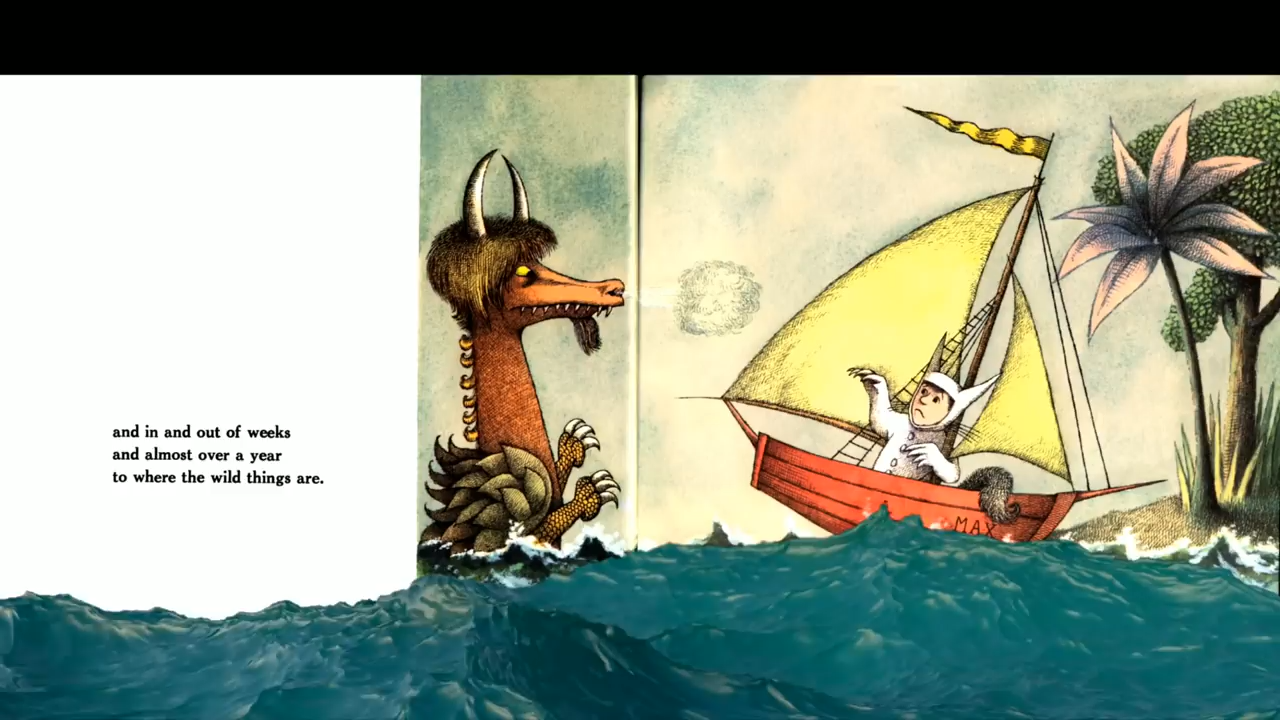 and in and out of weeks
and almost over a year
to where the wild things are.
MAX